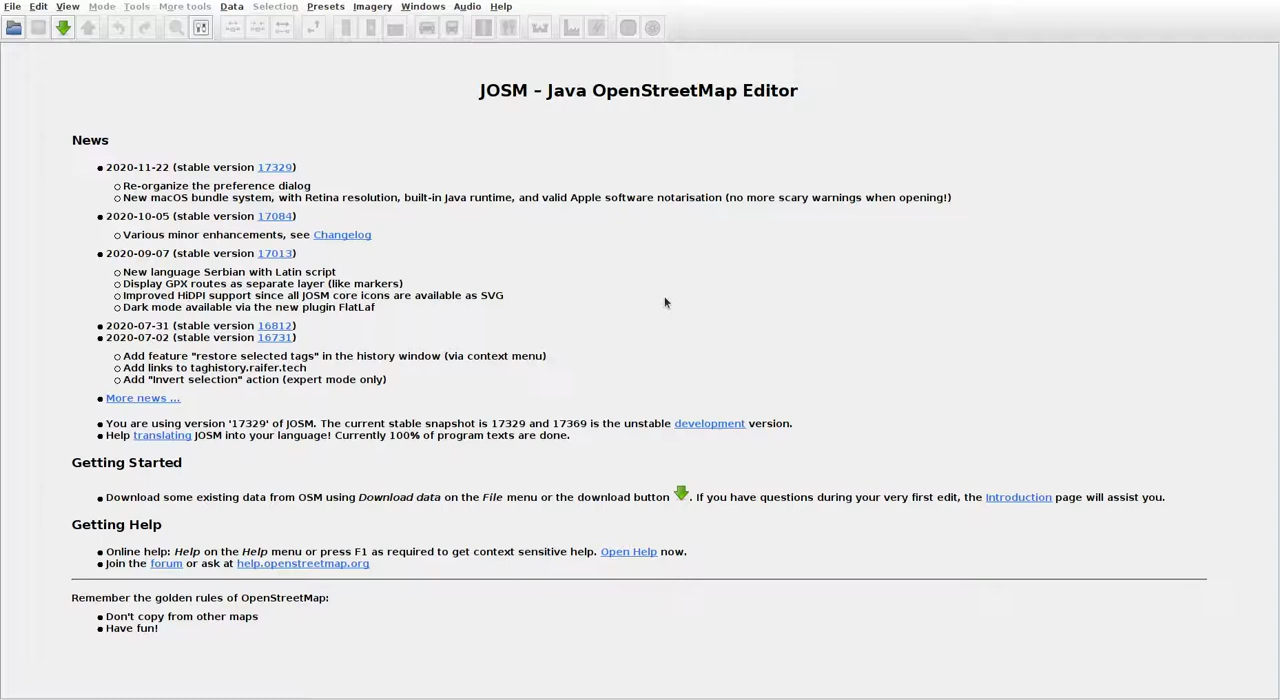 File Edit View Mode Tools More tools Data Selection Presets Imagery Windows Audio Help
JOSM – Java OpenStreetMap Editor
News
2020-11-22 (stable version 17329)
Re-organize the preference dialog
New macOS bundle system, with Retina resolution, built-in Java runtime, and valid Apple software notarisation (no more scary warnings when opening!)
2020-10-05 (stable version 17084)
Various minor enhancements, see Changelog
2020-09-07 (stable version 17013)
New language Serbian with Latin script
Display GPX routes as separate layer (like markers)
Improved HiDPI support since all JOSM core icons are available as SVG
Dark mode available via the new plugin FlatLaf
2020-07-31 (stable version 16812)
2020-07-02 (stable version 16731)
Add feature "restore selected tags" in the history window (via context menu)
Add links to taghistory.raifer.tech
Add "Invert selection" action (expert mode only)
More news ...
You are using version '17329' of JOSM. The current stable snapshot is 17329 and 17369 is the unstable development version.
Help translating JOSM into your language! Currently 100% of program texts are done.
Getting Started
Download some existing data from OSM using Download data on the File menu or the download button . If you have questions during your very first edit, the Introduction page will assist you.
Getting Help
Online help: Help on the Help menu or press F1 as required to get context sensitive help. Open Help now.
Join the forum or ask at help.openstreetmap.org
Remember the golden rules of OpenStreetMap:
Don't copy from other maps
Have fun!